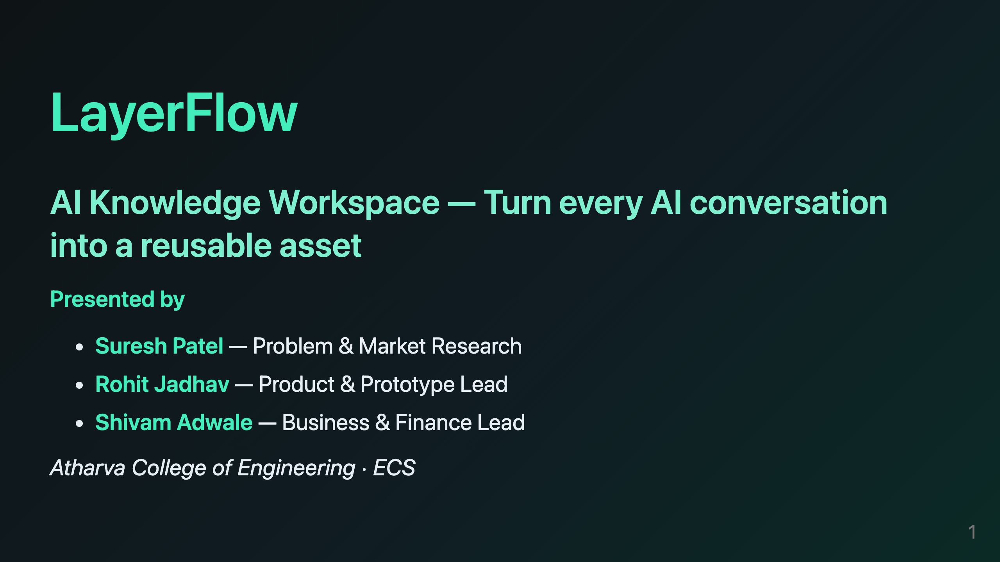 LayerFlow
AI Knowledge Workspace — Turn every AI conversation
into a reusable asset
Presented by
• Suresh Patel — Problem & Market Research
• Rohit Jadhav — Product & Prototype Lead
• Shivam Adwale — Business & Finance Lead
Atharva College of Engineering · ECS
1